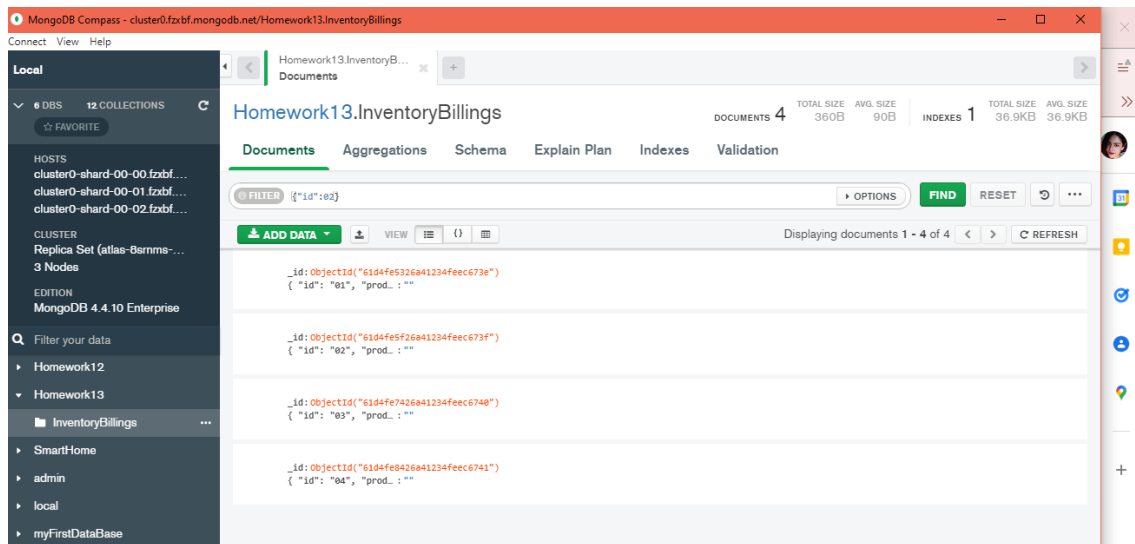 MongoDB Compass - cluster0.fzxbf.mongodb.net/Homework13.InventoryBillings
Connect View Help
Local
6 DBS 12 COLLECTIONS
FAVORITE
HOSTS
cluster0-shard-00-00.fzxbf....
cluster0-shard-00-01.fzxbf....
cluster0-shard-00-02.fzxbf....
CLUSTER
Replica Set (atlas-8srnms-...
3 Nodes
EDITION
MongoDB 4.4.10 Enterprise
Filter your data
Homework12
Homework13
InventoryBillings
SmartHome
admin
local
myFirstDataBase
Homework13.InventoryB...
Documents
Homework13.InventoryBillings
DOCUMENTS 4 TOTAL SIZE 360B AVG. SIZE 90B INDEXES 1 TOTAL SIZE 36.9KB AVG. SIZE 36.9KB
Documents Aggregations Schema Explain Plan Indexes Validation
FILTER {"id":02} OPTIONS FIND RESET
ADD DATA VIEW Displaying documents 1 - 4 of 4 REFRESH
_id: ObjectId("61d4fe5326a41234feec673e")
{ "id": "01", "prod… : ""
_id: ObjectId("61d4fe5f26a41234feec673f")
{ "id": "02", "prod… : ""
_id: ObjectId("61d4fe7426a41234feec6740")
{ "id": "03", "prod… : ""
_id: ObjectId("61d4fe8426a41234feec6741")
{ "id": "04", "prod… : ""
31